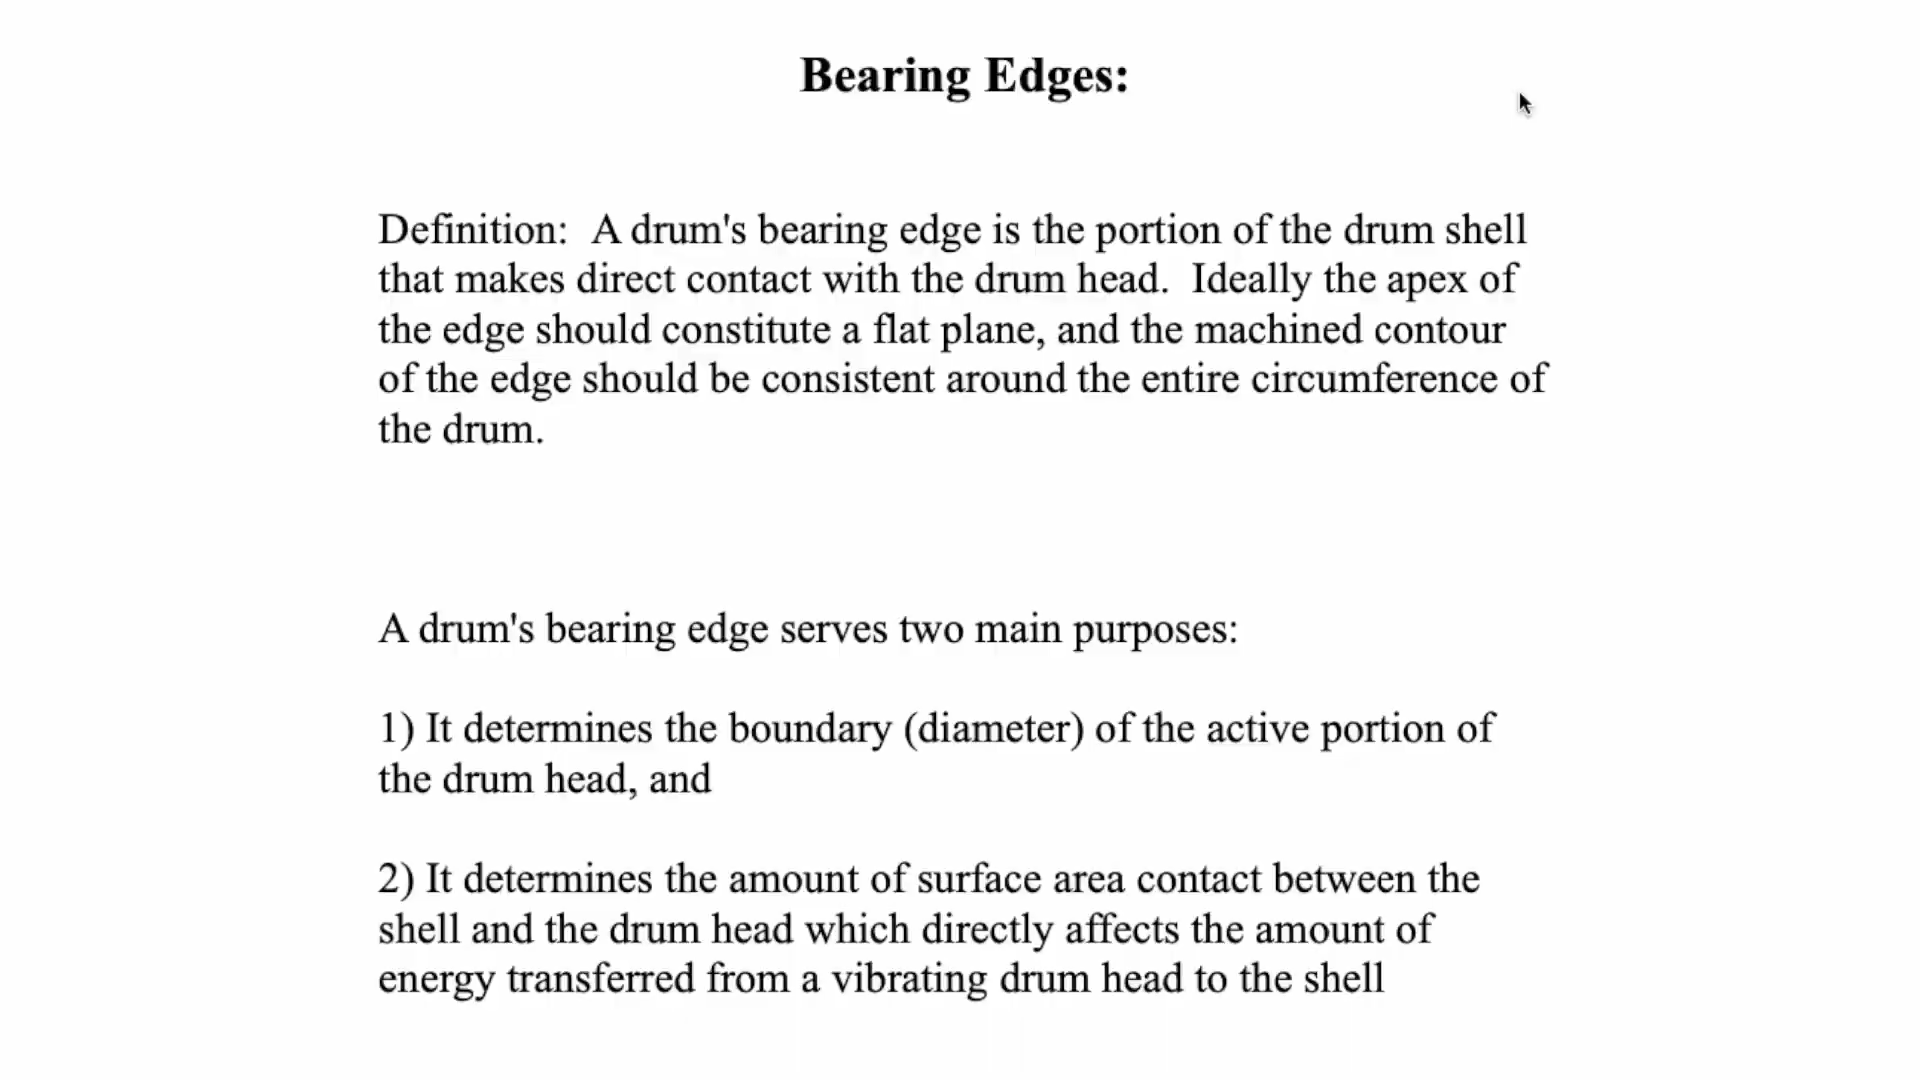 Bearing Edges:
Definition:  A drum's bearing edge is the portion of the drum shell
that makes direct contact with the drum head.  Ideally the apex of
the edge should constitute a flat plane, and the machined contour
of the edge should be consistent around the entire circumference of
the drum.
A drum's bearing edge serves two main purposes:
1) It determines the boundary (diameter) of the active portion of
the drum head, and
2) It determines the amount of surface area contact between the
shell and the drum head which directly affects the amount of
energy transferred from a vibrating drum head to the shell